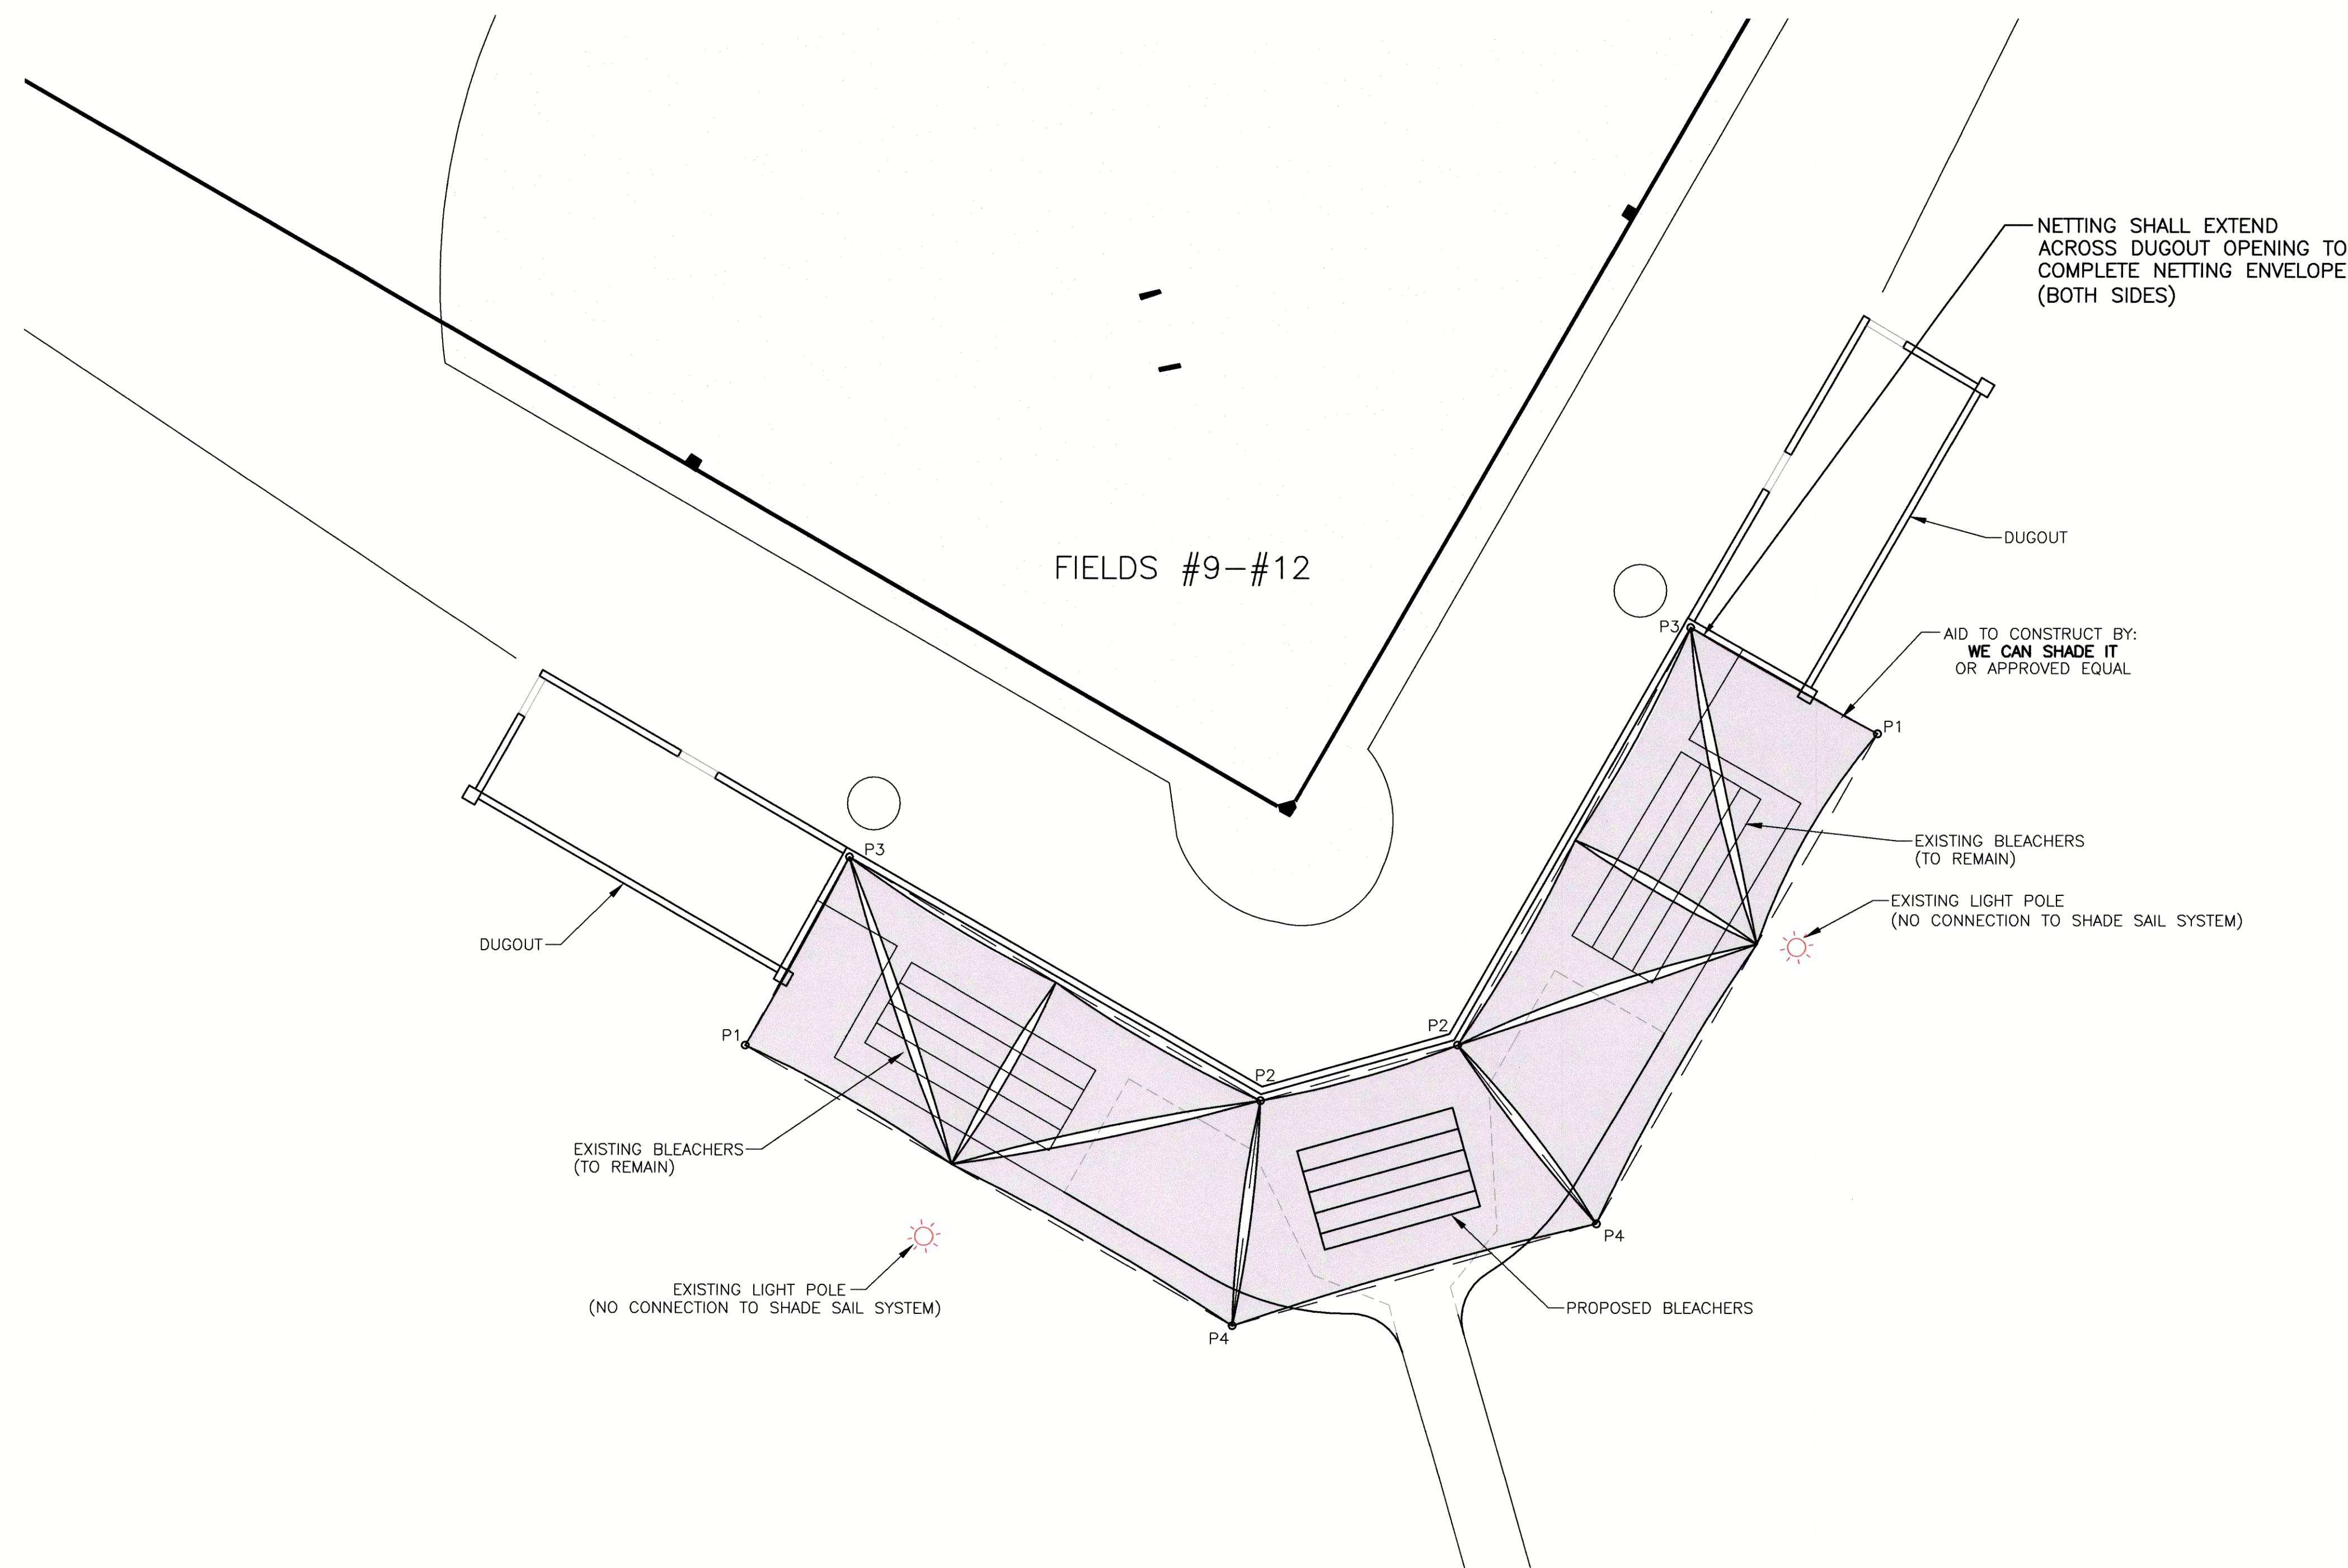 NETTING SHALL EXTEND
ACROSS DUGOUT OPENING TO
COMPLETE NETTING ENVELOPE
(BOTH SIDES)
FIELDS #9-#12
DUGOUT
P3
AID TO CONSTRUCT BY:
WE CAN SHADE IT
OR APPROVED EQUAL
P1
EXISTING BLEACHERS
(TO REMAIN)
P3
EXISTING LIGHT POLE
(NO CONNECTION TO SHADE SAIL SYSTEM)
DUGOUT
P1
P2
P2
EXISTING BLEACHERS
(TO REMAIN)
P4
EXISTING LIGHT POLE
(NO CONNECTION TO SHADE SAIL SYSTEM)
PROPOSED BLEACHERS
P4